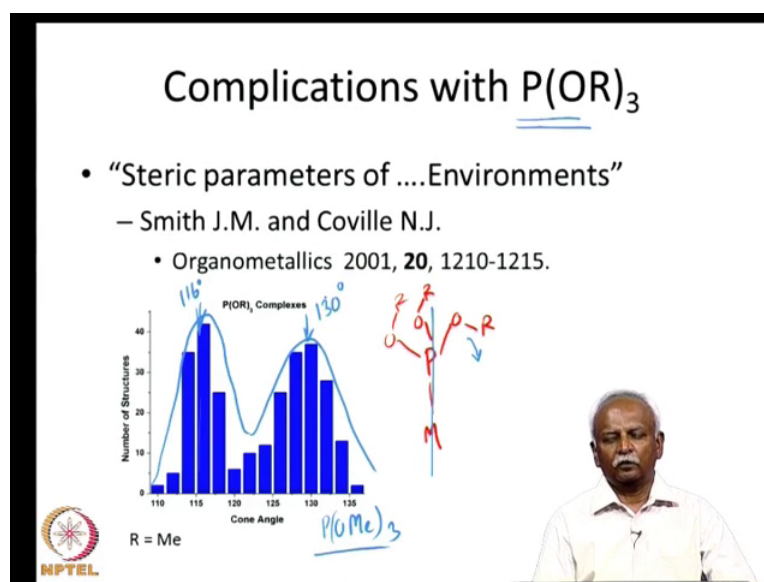 Complications with P(OR)₃
• “Steric parameters of ....Environments”
– Smith J.M. and Coville N.J.
• Organometallics 2001, 20, 1210-1215.
116°
P(OR)₃ Complexes
130°
Number of Structures
40
30
20
10
0
110 115 120 125 130 135
Cone Angle
R R
O O O R
P
M
P(OMe)₃
R = Me
NPTEL